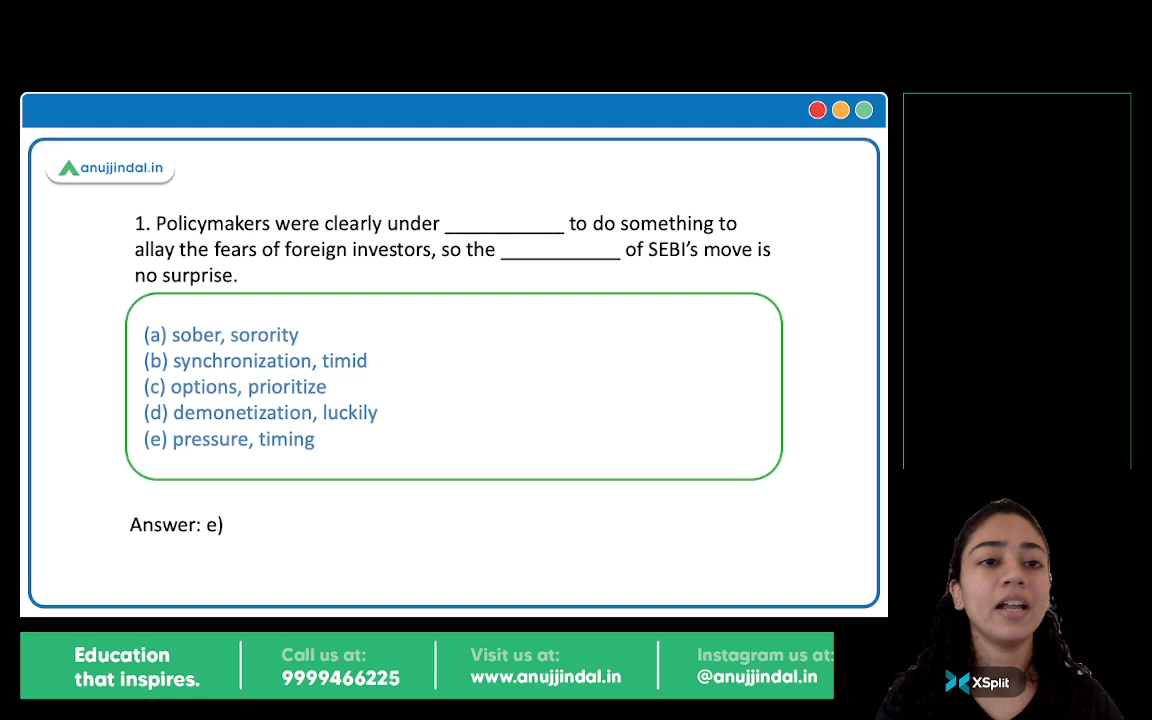 anujjindal.in
1. Policymakers were clearly under ____________ to do something to
allay the fears of foreign investors, so the ____________ of SEBI’s move is
no surprise.
(a) sober, sorority
(b) synchronization, timid
(c) options, prioritize
(d) demonetization, luckily
(e) pressure, timing
Answer: e)
Education
that inspires.
Call us at:
9999466225
Visit us at:
www.anujjindal.in
Instagram us at:
@anujjindal.in
XSplit